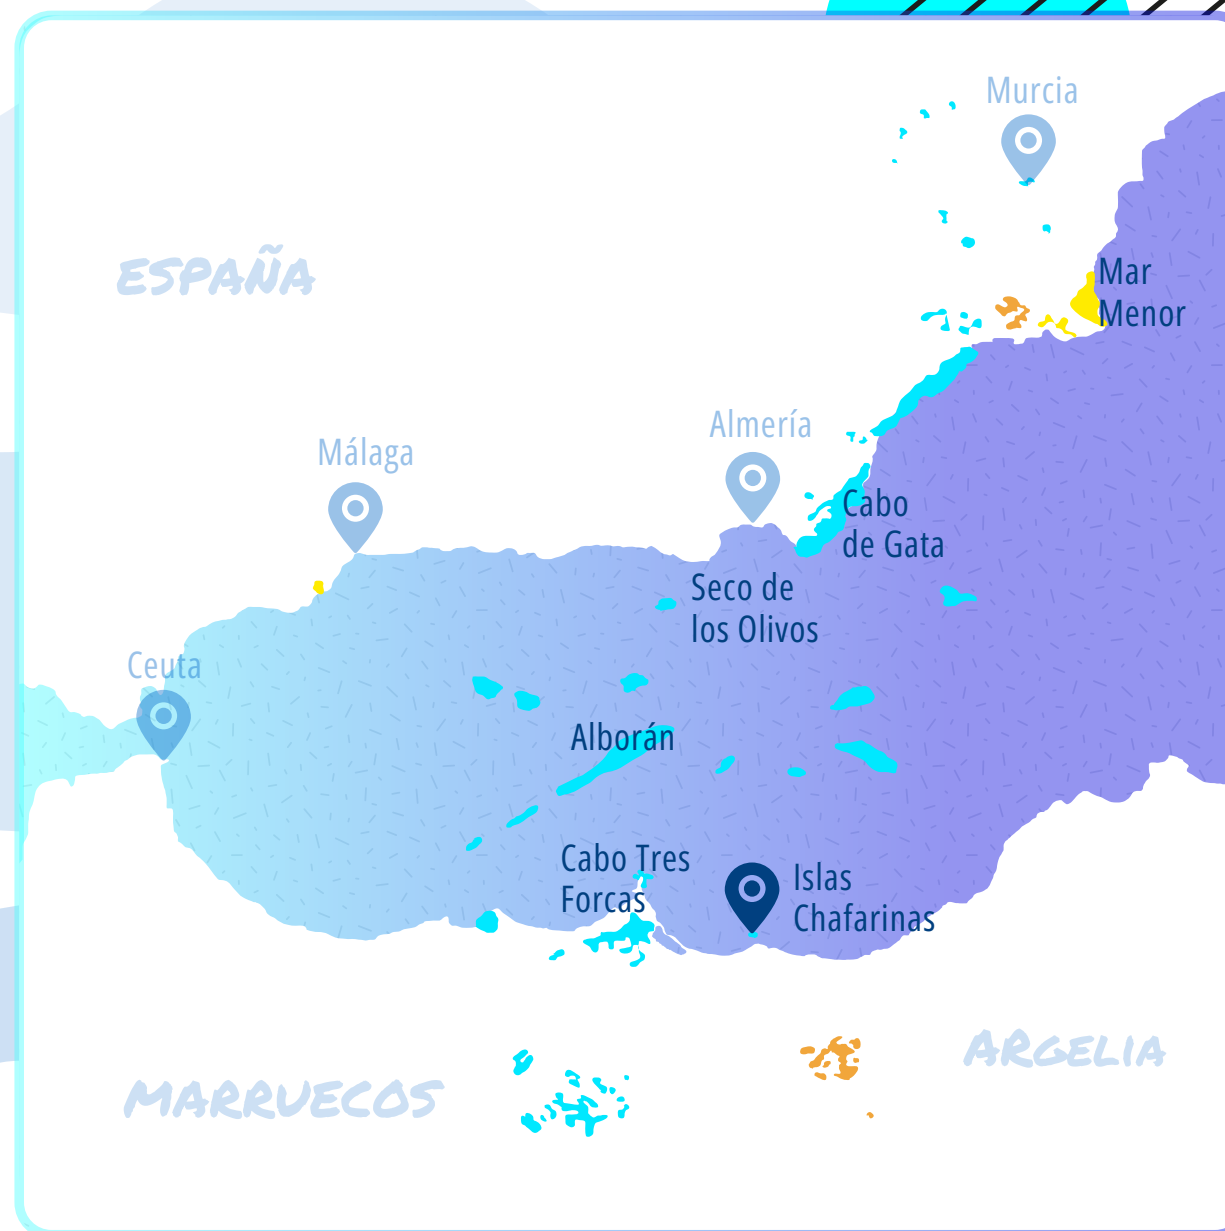 Murcia
ESPAÑA
Mar
Menor
Almería
Málaga
Cabo
de Gata
Seco de
los Olivos
Ceuta
Alborán
Cabo Tres
Forcas
Islas
Chafarinas
ARGELIA
MARRUECOS